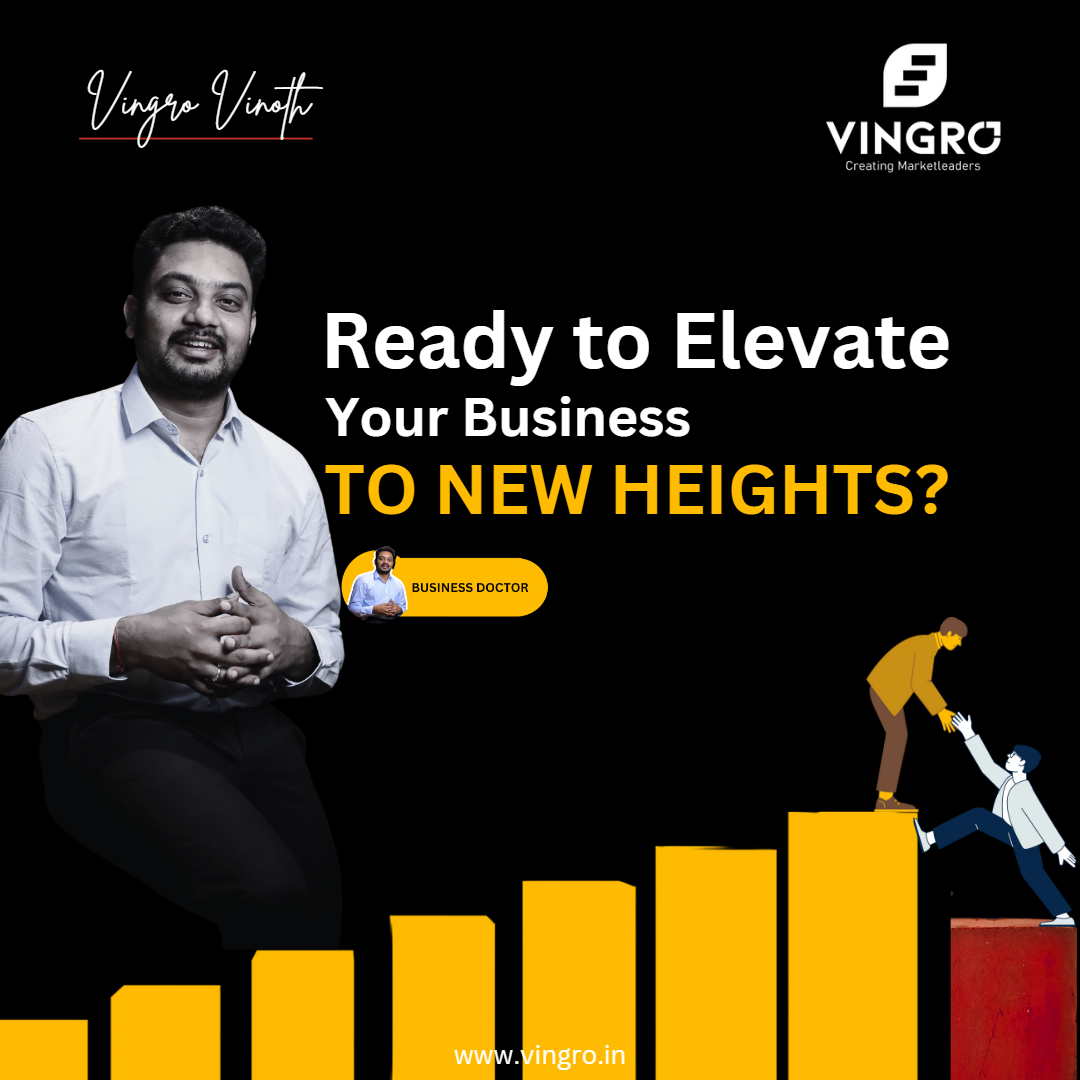 Vingro Vinoth
VINGRO
Creating Marketleaders
Ready to Elevate
Your Business
TO NEW HEIGHTS?
BUSINESS DOCTOR
www.vingro.in